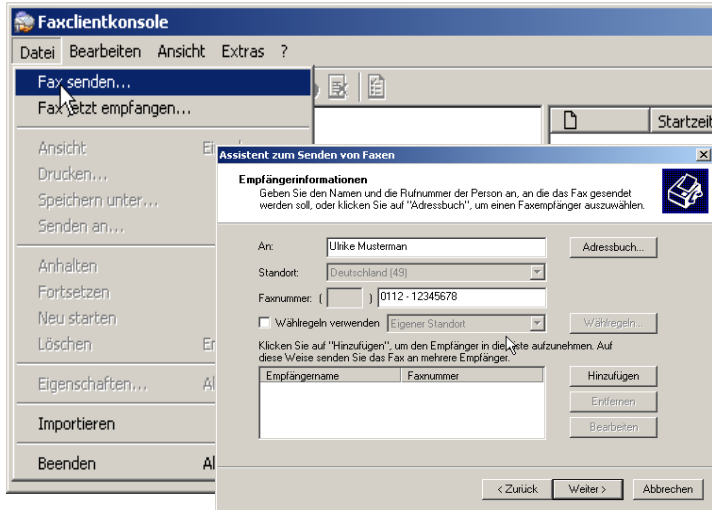 Faxclientkonsole
Datei Bearbeiten Ansicht Extras ?
Fax senden...
Fax jetzt empfangen...
Startzeit
Ansicht
Drucken...
Speichern unter...
Senden an...
Anhalten
Fortsetzen
Neu starten
Löschen
Eigenschaften...
Importieren
Beenden
Assistent zum Senden von Faxen
Empfängerinformationen
Geben Sie den Namen und die Rufnummer der Person an, an die das Fax gesendet
werden soll, oder klicken Sie auf "Adressbuch", um einen Faxempfänger auszuwählen.
An: Ulrike Musterman Adressbuch...
Standort: Deutschland (49)
Faxnummer: ( ) 0112 - 12345678
Wählregeln verwenden Eigener Standort Wählregeln...
Klicken Sie auf "Hinzufügen", um den Empfänger in die Liste aufzunehmen. Auf
diese Weise senden Sie das Fax an mehrere Empfänger.
Empfängername Faxnummer Hinzufügen
Entfernen
Bearbeiten
< Zurück Weiter > Abbrechen